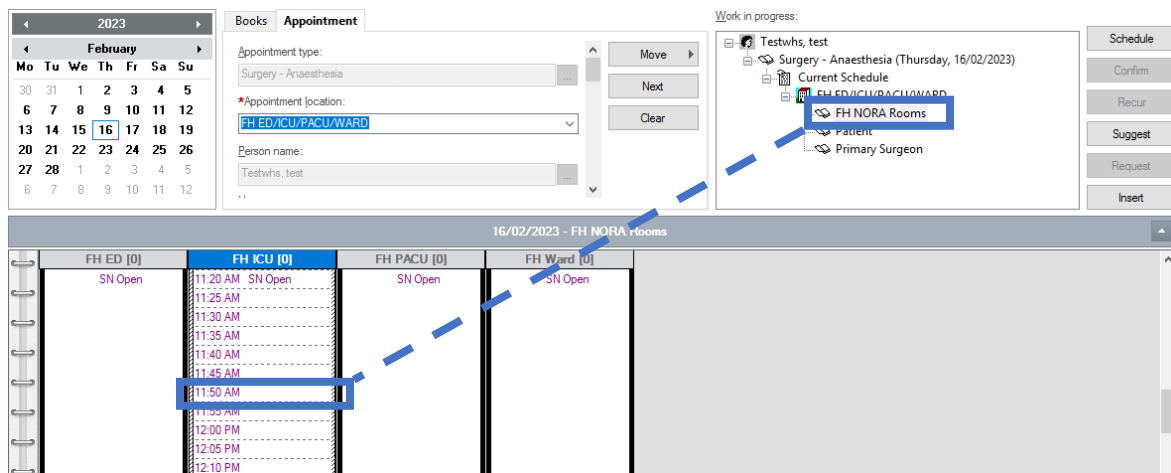 2023
February
Mo Tu We Th Fr Sa Su
30 31 1 2 3 4 5
6 7 8 9 10 11 12
13 14 15 16 17 18 19
20 21 22 23 24 25 26
27 28 1 2 3 4 5
6 7 8 9 10 11 12
Books Appointment
Appointment type:
Surgery - Anaesthesia
...
*Appointment location:
FH ED/ICU/PACU/WARD
Person name:
Testwhs, test
...
Move
Next
Clear
Work in progress:
Testwhs, test
Surgery - Anaesthesia (Thursday, 16/02/2023)
Current Schedule
FH ED/ICU/PACU/WARD
FH NORA Rooms
Patient
Primary Surgeon
Schedule
Confirm
Recur
Suggest
Request
Insert
16/02/2023 - FH NORA Rooms
FH ED [0] FH ICU [0] FH PACU [0] FH Ward [0]
SN Open 11:20 AM SN Open SN Open SN Open
11:25 AM
11:30 AM
11:35 AM
11:40 AM
11:45 AM
11:50 AM
11:55 AM
12:00 PM
12:05 PM
12:10 PM